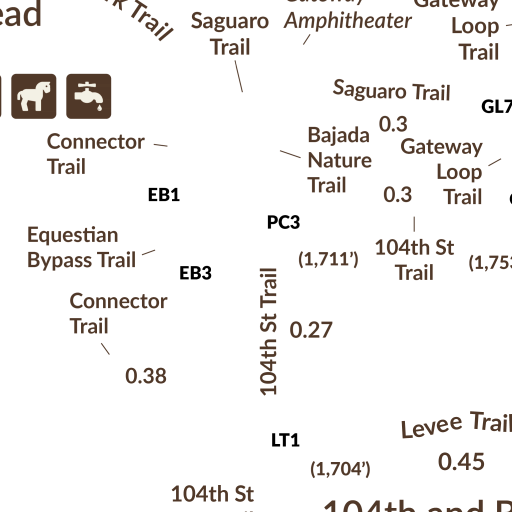 ead
Trail
Saguaro
Trail
Amphitheater
Gateway
Loop
Trail
Saguaro Trail
GL7
0.3
Connector
Trail
Bajada
Nature
Trail
Gateway
Loop
Trail
EB1
0.3
PC3
Equestian
Bypass Trail
104th St
Trail
(1,711’)
(1,753
EB3
Connector
Trail
104th St Trail
0.27
0.38
Levee Trail
LT1
0.45
(1,704’)
104th St
104th and